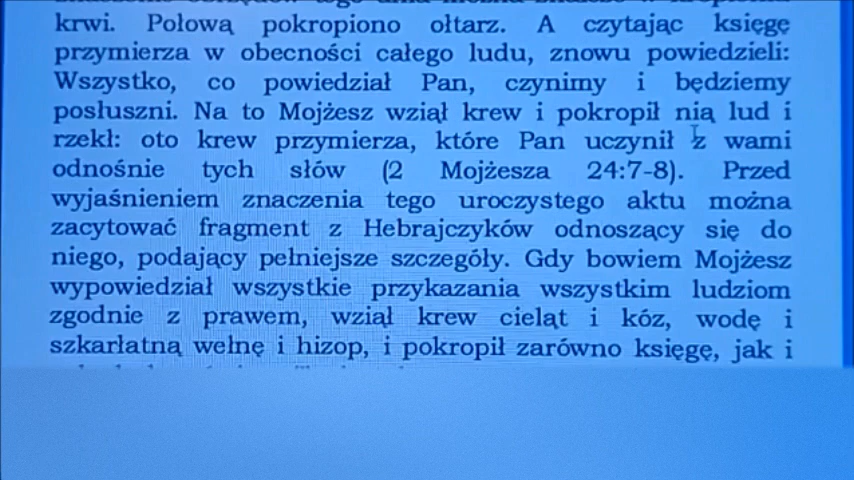 krwi. Połową pokropiono ołtarz. A czytając księgę
przymierza w obecności całego ludu, znowu powiedzieli:
Wszystko, co powiedział Pan, czynimy i będziemy
posłuszni. Na to Mojżesz wziął krew i pokropił nią lud i
rzekł: oto krew przymierza, które Pan uczynił z wami
odnośnie tych słów (2 Mojżesza 24:7-8). Przed
wyjaśnieniem znaczenia tego uroczystego aktu można
zacytować fragment z Hebrajczyków odnoszący się do
niego, podający pełniejsze szczegóły. Gdy bowiem Mojżesz
wypowiedział wszystkie przykazania wszystkim ludziom
zgodnie z prawem, wziął krew cieląt i kóz, wodę i
szkarłatną wełnę i hizop, i pokropił zarówno księgę, jak i